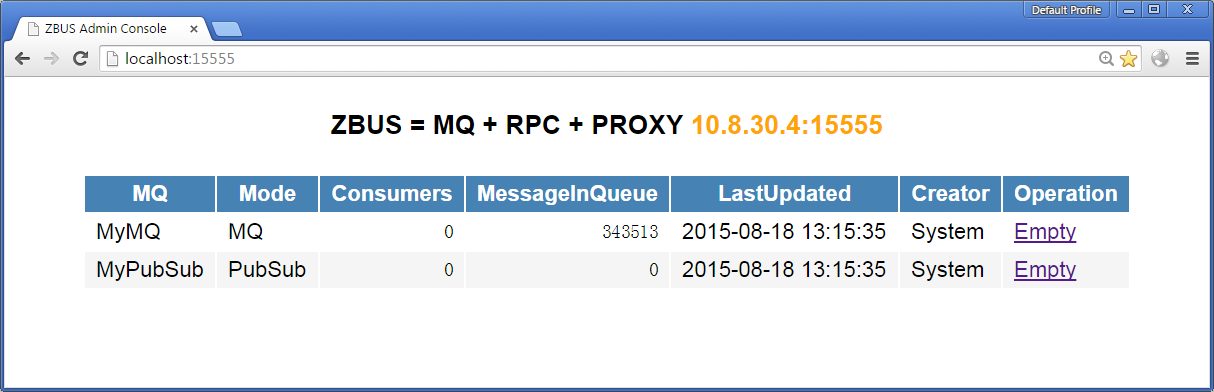 Default Profile
ZBUS Admin Console
localhost:15555
ZBUS = MQ + RPC + PROXY 10.8.30.4:15555
MQ Mode Consumers MessageInQueue LastUpdated Creator Operation
MyMQ MQ 0 343513 2015-08-18 13:15:35 System Empty
MyPubSub PubSub 0 0 2015-08-18 13:15:35 System Empty